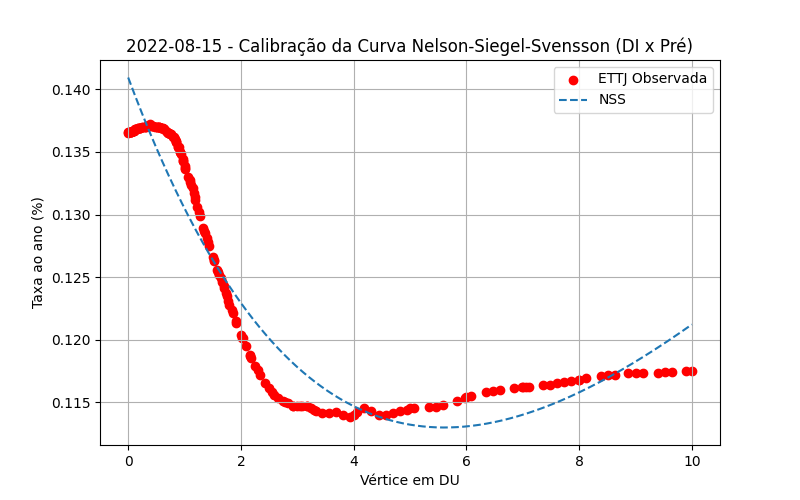 2022-08-15 - Calibração da Curva Nelson-Siegel-Svensson (DI x Pré)
ETTJ Observada
NSS
Taxa ao ano (%)
0.140
0.135
0.130
0.125
0.120
0.115
0 2 4 6 8 10
Vértice em DU